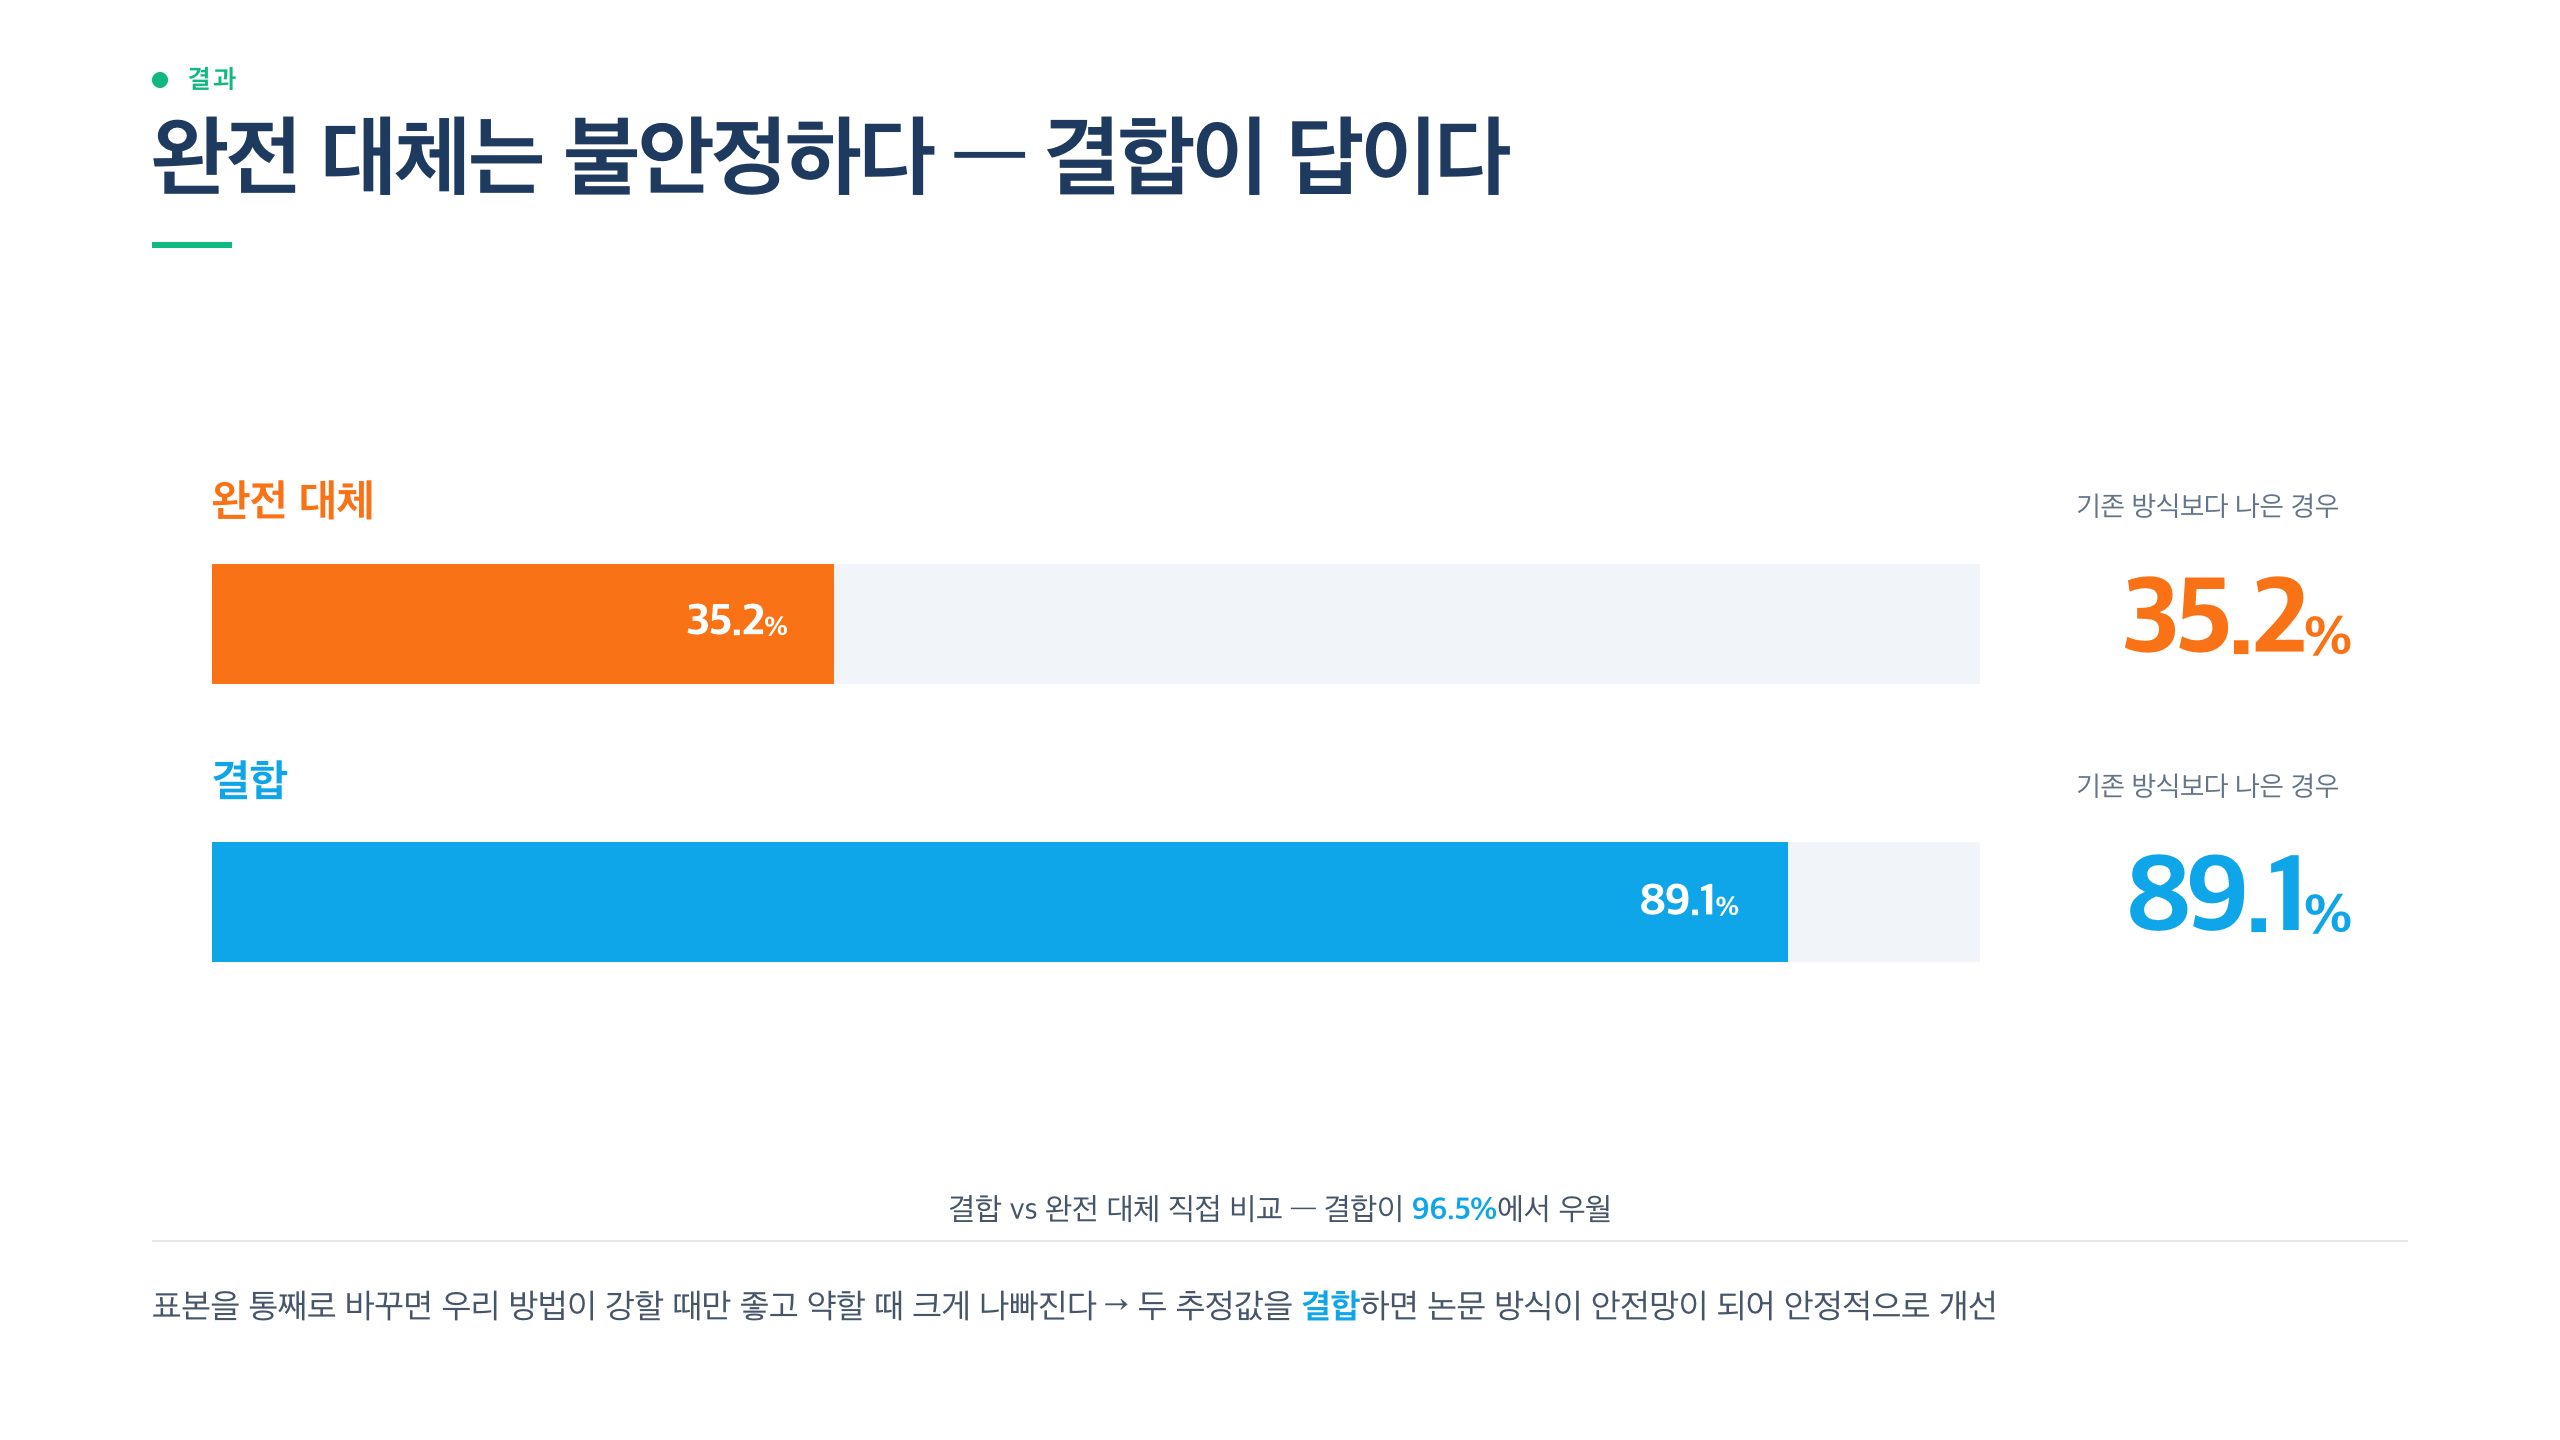 결과
완전 대체는 불안정하다 — 결합이 답이다
완전 대체
기존 방식보다 나은 경우
35.2%
35.2%
결합
기존 방식보다 나은 경우
89.1%
89.1%
결합 vs 완전 대체 직접 비교 — 결합이 96.5%에서 우월
표본을 통째로 바꾸면 우리 방법이 강할 때만 좋고 약할 때 크게 나빠진다 → 두 추정값을 결합하면 논문 방식이 안전망이 되어 안정적으로 개선